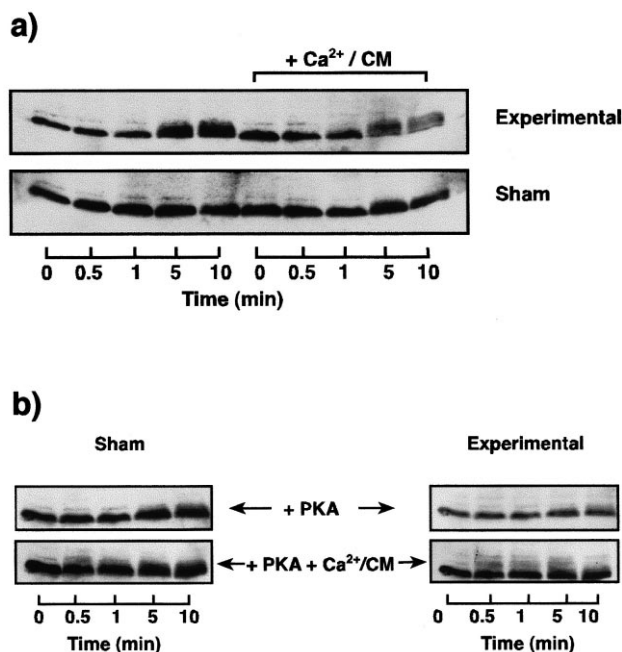 a)
+ Ca²⁺ / CM
Experimental
Sham
0 0.5 1 5 10 0 0.5 1 5 10
Time (min)
b)
Sham Experimental
+ PKA
+ PKA + Ca²⁺/CM
0 0.5 1 5 10 0 0.5 1 5 10
Time (min) Time (min)